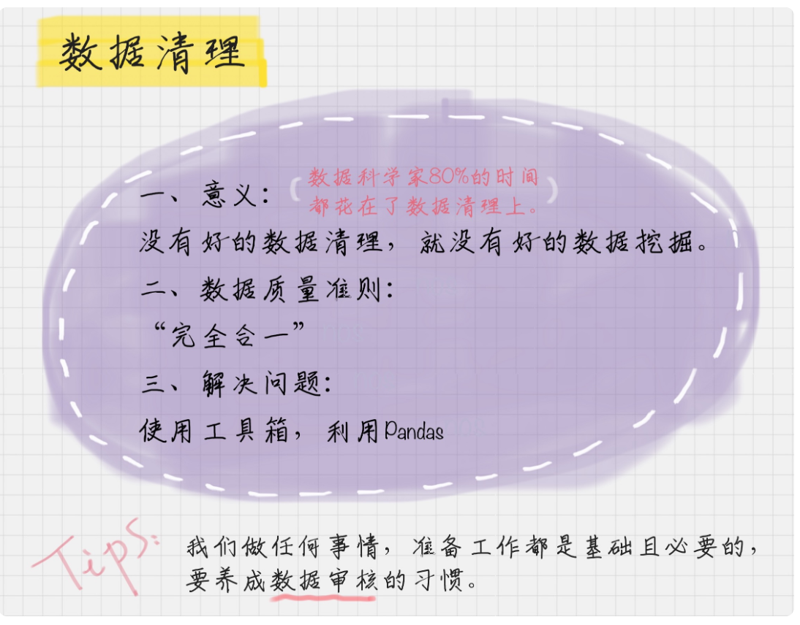 数据清理
一、意义：（数据科学家80%的时间
都花在了数据清理上。）
没有好的数据清理，就没有好的数据挖掘。
二、数据质量准则：
“完全合一”
三、解决问题：
使用工具箱，利用Pandas
Tips:
我们做任何事情，准备工作都是基础且必要的，
要养成数据审核的习惯。